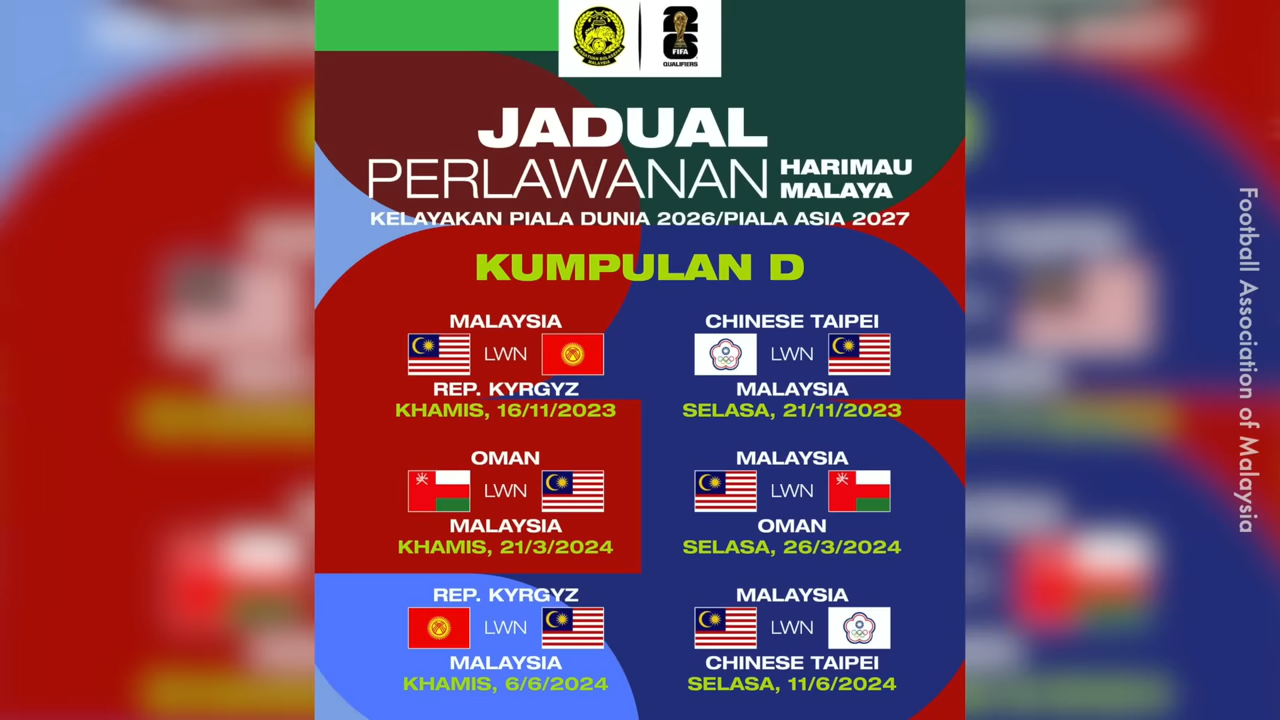 FIFA
QUALIFIERS
JADUAL
PERLAWANAN HARIMAU MALAYA
KELAYAKAN PIALA DUNIA 2026/PIALA ASIA 2027
KUMPULAN D
MALAYSIA
LWN
REP. KYRGYZ
KHAMIS, 16/11/2023
CHINESE TAIPEI
LWN
MALAYSIA
SELASA, 21/11/2023
OMAN
LWN
MALAYSIA
KHAMIS, 21/3/2024
MALAYSIA
LWN
OMAN
SELASA, 26/3/2024
REP. KYRGYZ
LWN
MALAYSIA
KHAMIS, 6/6/2024
MALAYSIA
LWN
CHINESE TAIPEI
SELASA, 11/6/2024
Football Association of Malaysia